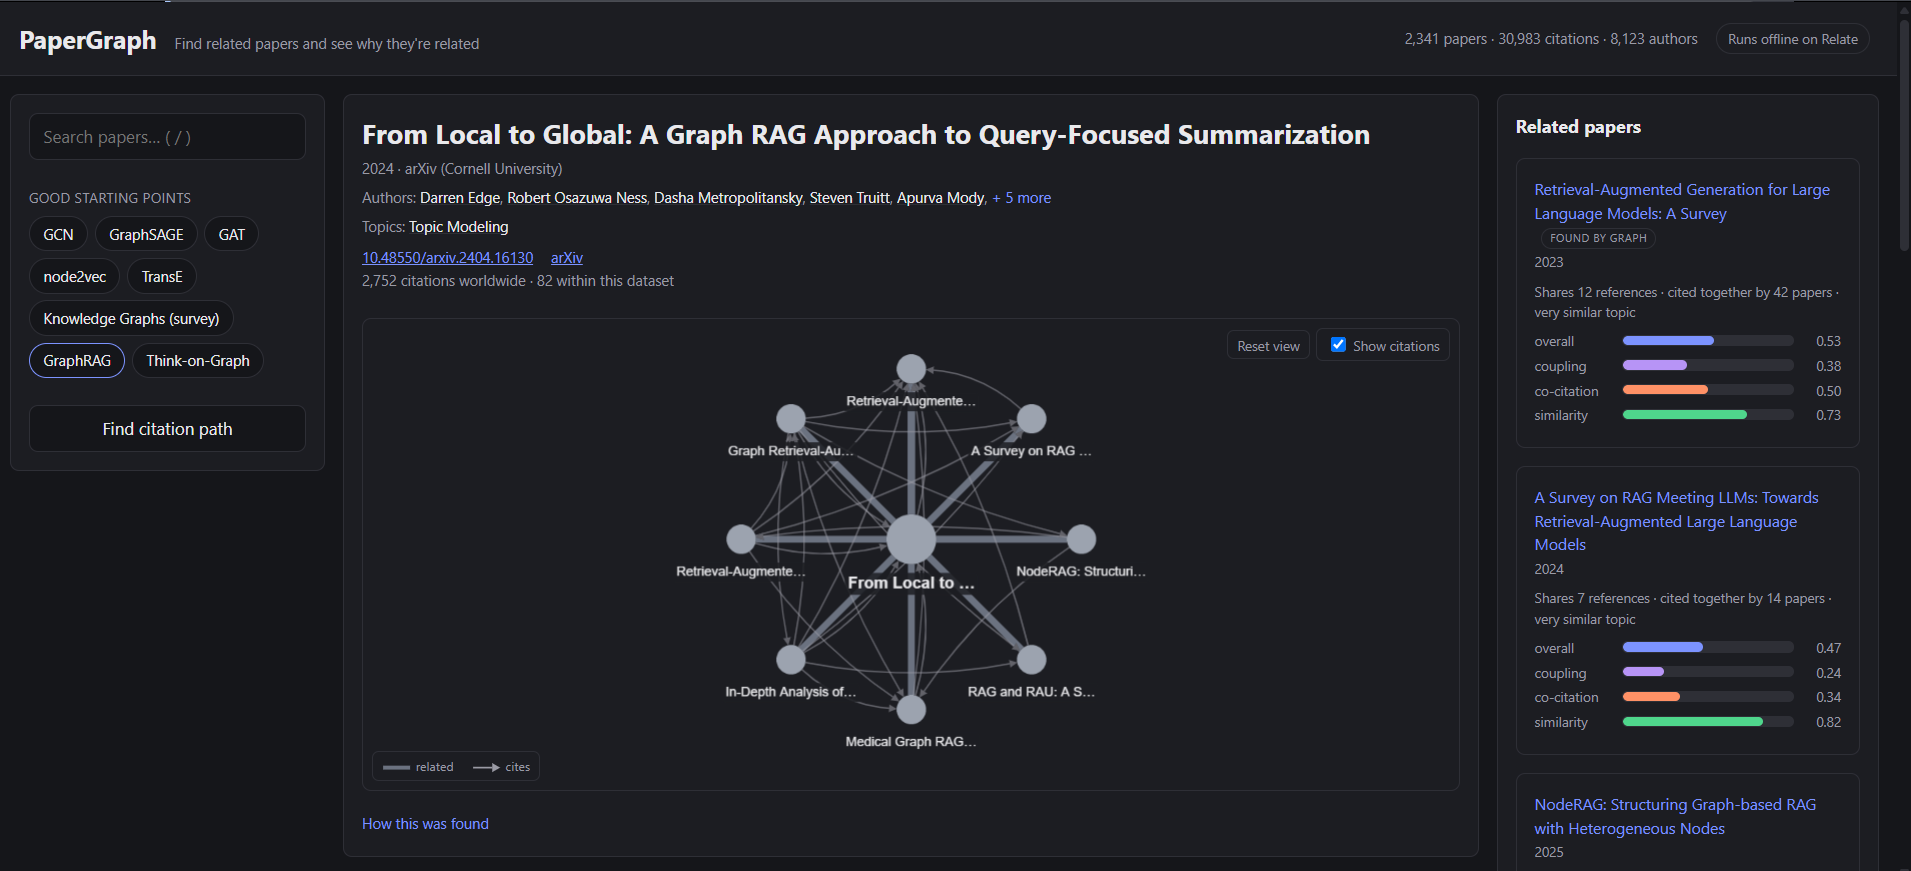 PaperGraph
Find related papers and see why they're related
2,341 papers · 30,983 citations · 8,123 authors
Runs offline on Relate
Search papers... ( / )
GOOD STARTING POINTS
GCN
GraphSAGE
GAT
node2vec
TransE
Knowledge Graphs (survey)
GraphRAG
Think-on-Graph
Find citation path
From Local to Global: A Graph RAG Approach to Query-Focused Summarization
2024 · arXiv (Cornell University)
Authors: Darren Edge, Robert Osazuwa Ness, Dasha Metropolitansky, Steven Truitt, Apurva Mody, + 5 more
Topics: Topic Modeling
10.48550/arxiv.2404.16130 arXiv
2,752 citations worldwide · 82 within this dataset
Reset view
Show citations
Retrieval-Augmente...
Graph Retrieval-Au...
A Survey on RAG ...
Retrieval-Augmente...
From Local to ...
NodeRAG: Structuri...
In-Depth Analysis of...
RAG and RAU: A S...
Medical Graph RAG...
related
cites
How this was found
Related papers
Retrieval-Augmented Generation for Large
Language Models: A Survey
FOUND BY GRAPH
2023
Shares 12 references · cited together by 42 papers ·
very similar topic
overall 0.53
coupling 0.38
co-citation 0.50
similarity 0.73
A Survey on RAG Meeting LLMs: Towards
Retrieval-Augmented Large Language
Models
2024
Shares 7 references · cited together by 14 papers ·
very similar topic
overall 0.47
coupling 0.24
co-citation 0.34
similarity 0.82
NodeRAG: Structuring Graph-based RAG
with Heterogeneous Nodes
2025